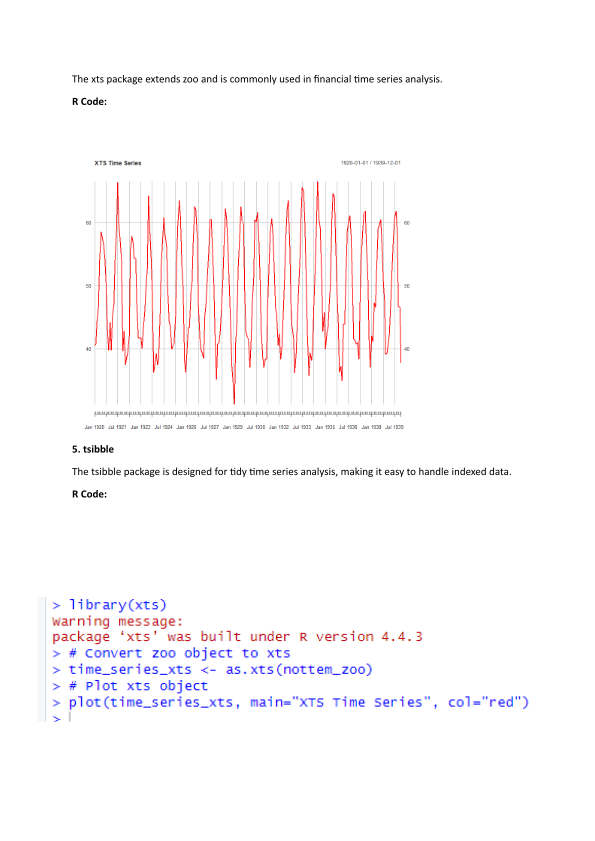 The xts package extends zoo and is commonly used in financial time series analysis.
R Code:
XTS Time Series 1920-01-01 / 1939-12-01
60 60
50 50
40 40
Jan 1920 Jul 1921 Jan 1923 Jul 1924 Jan 1926 Jul 1927 Jan 1929 Jul 1930 Jan 1932 Jul 1933 Jan 1935 Jul 1936 Jan 1938 Jul 1939
5. tsibble
The tsibble package is designed for tidy time series analysis, making it easy to handle indexed data.
R Code:
> library(xts)
Warning message:
package ‘xts’ was built under R version 4.4.3
> # Convert zoo object to xts
> time_series_xts <- as.xts(nottem_zoo)
> # Plot xts object
> plot(time_series_xts, main="XTS Time Series", col="red")
>